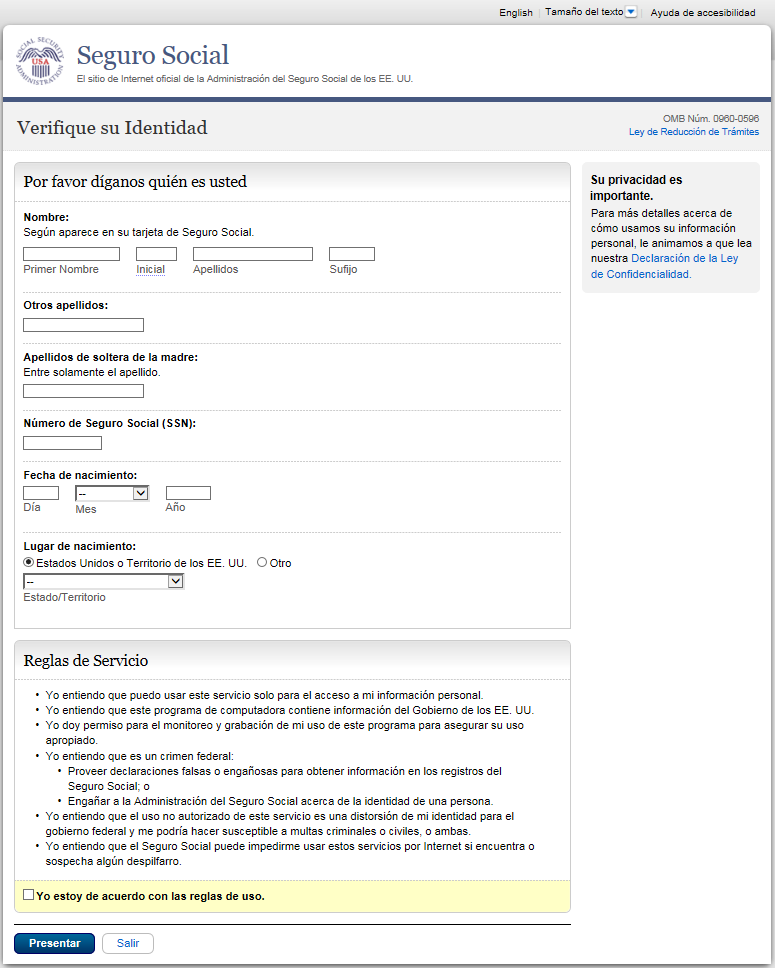 English
Tamaño del texto
Ayuda de accesibilidad
SOCIAL SECURITY ADMINISTRATION
USA
Seguro Social
El sitio de Internet oficial de la Administración del Seguro Social de los EE. UU.
Verifique su Identidad
OMB Núm. 0960-0596
Ley de Reducción de Trámites
Por favor díganos quién es usted
Nombre:
Según aparece en su tarjeta de Seguro Social.
Primer Nombre
Inicial
Apellidos
Sufijo
Otros apellidos:
Apellidos de soltera de la madre:
Entre solamente el apellido.
Número de Seguro Social (SSN):
Fecha de nacimiento:
--
Día
Mes
Año
Lugar de nacimiento:
Estados Unidos o Territorio de los EE. UU.
Otro
--
Estado/Territorio
Su privacidad es
importante.
Para más detalles acerca de
cómo usamos su información
personal, le animamos a que lea
nuestra Declaración de la Ley
de Confidencialidad.
Reglas de Servicio
• Yo entiendo que puedo usar este servicio solo para el acceso a mi información personal.
• Yo entiendo que este programa de computadora contiene información del Gobierno de los EE. UU.
• Yo doy permiso para el monitoreo y grabación de mi uso de este programa para asegurar su uso
apropiado.
• Yo entiendo que es un crimen federal:
• Proveer declaraciones falsas o engañosas para obtener información en los registros del
Seguro Social; o
• Engañar a la Administración del Seguro Social acerca de la identidad de una persona.
• Yo entiendo que el uso no autorizado de este servicio es una distorsión de mi identidad para el
gobierno federal y me podría hacer susceptible a multas criminales o civiles, o ambas.
• Yo entiendo que el Seguro Social puede impedirme usar estos servicios por Internet si encuentra o
sospecha algún despilfarro.
Yo estoy de acuerdo con las reglas de uso.
Presentar
Salir